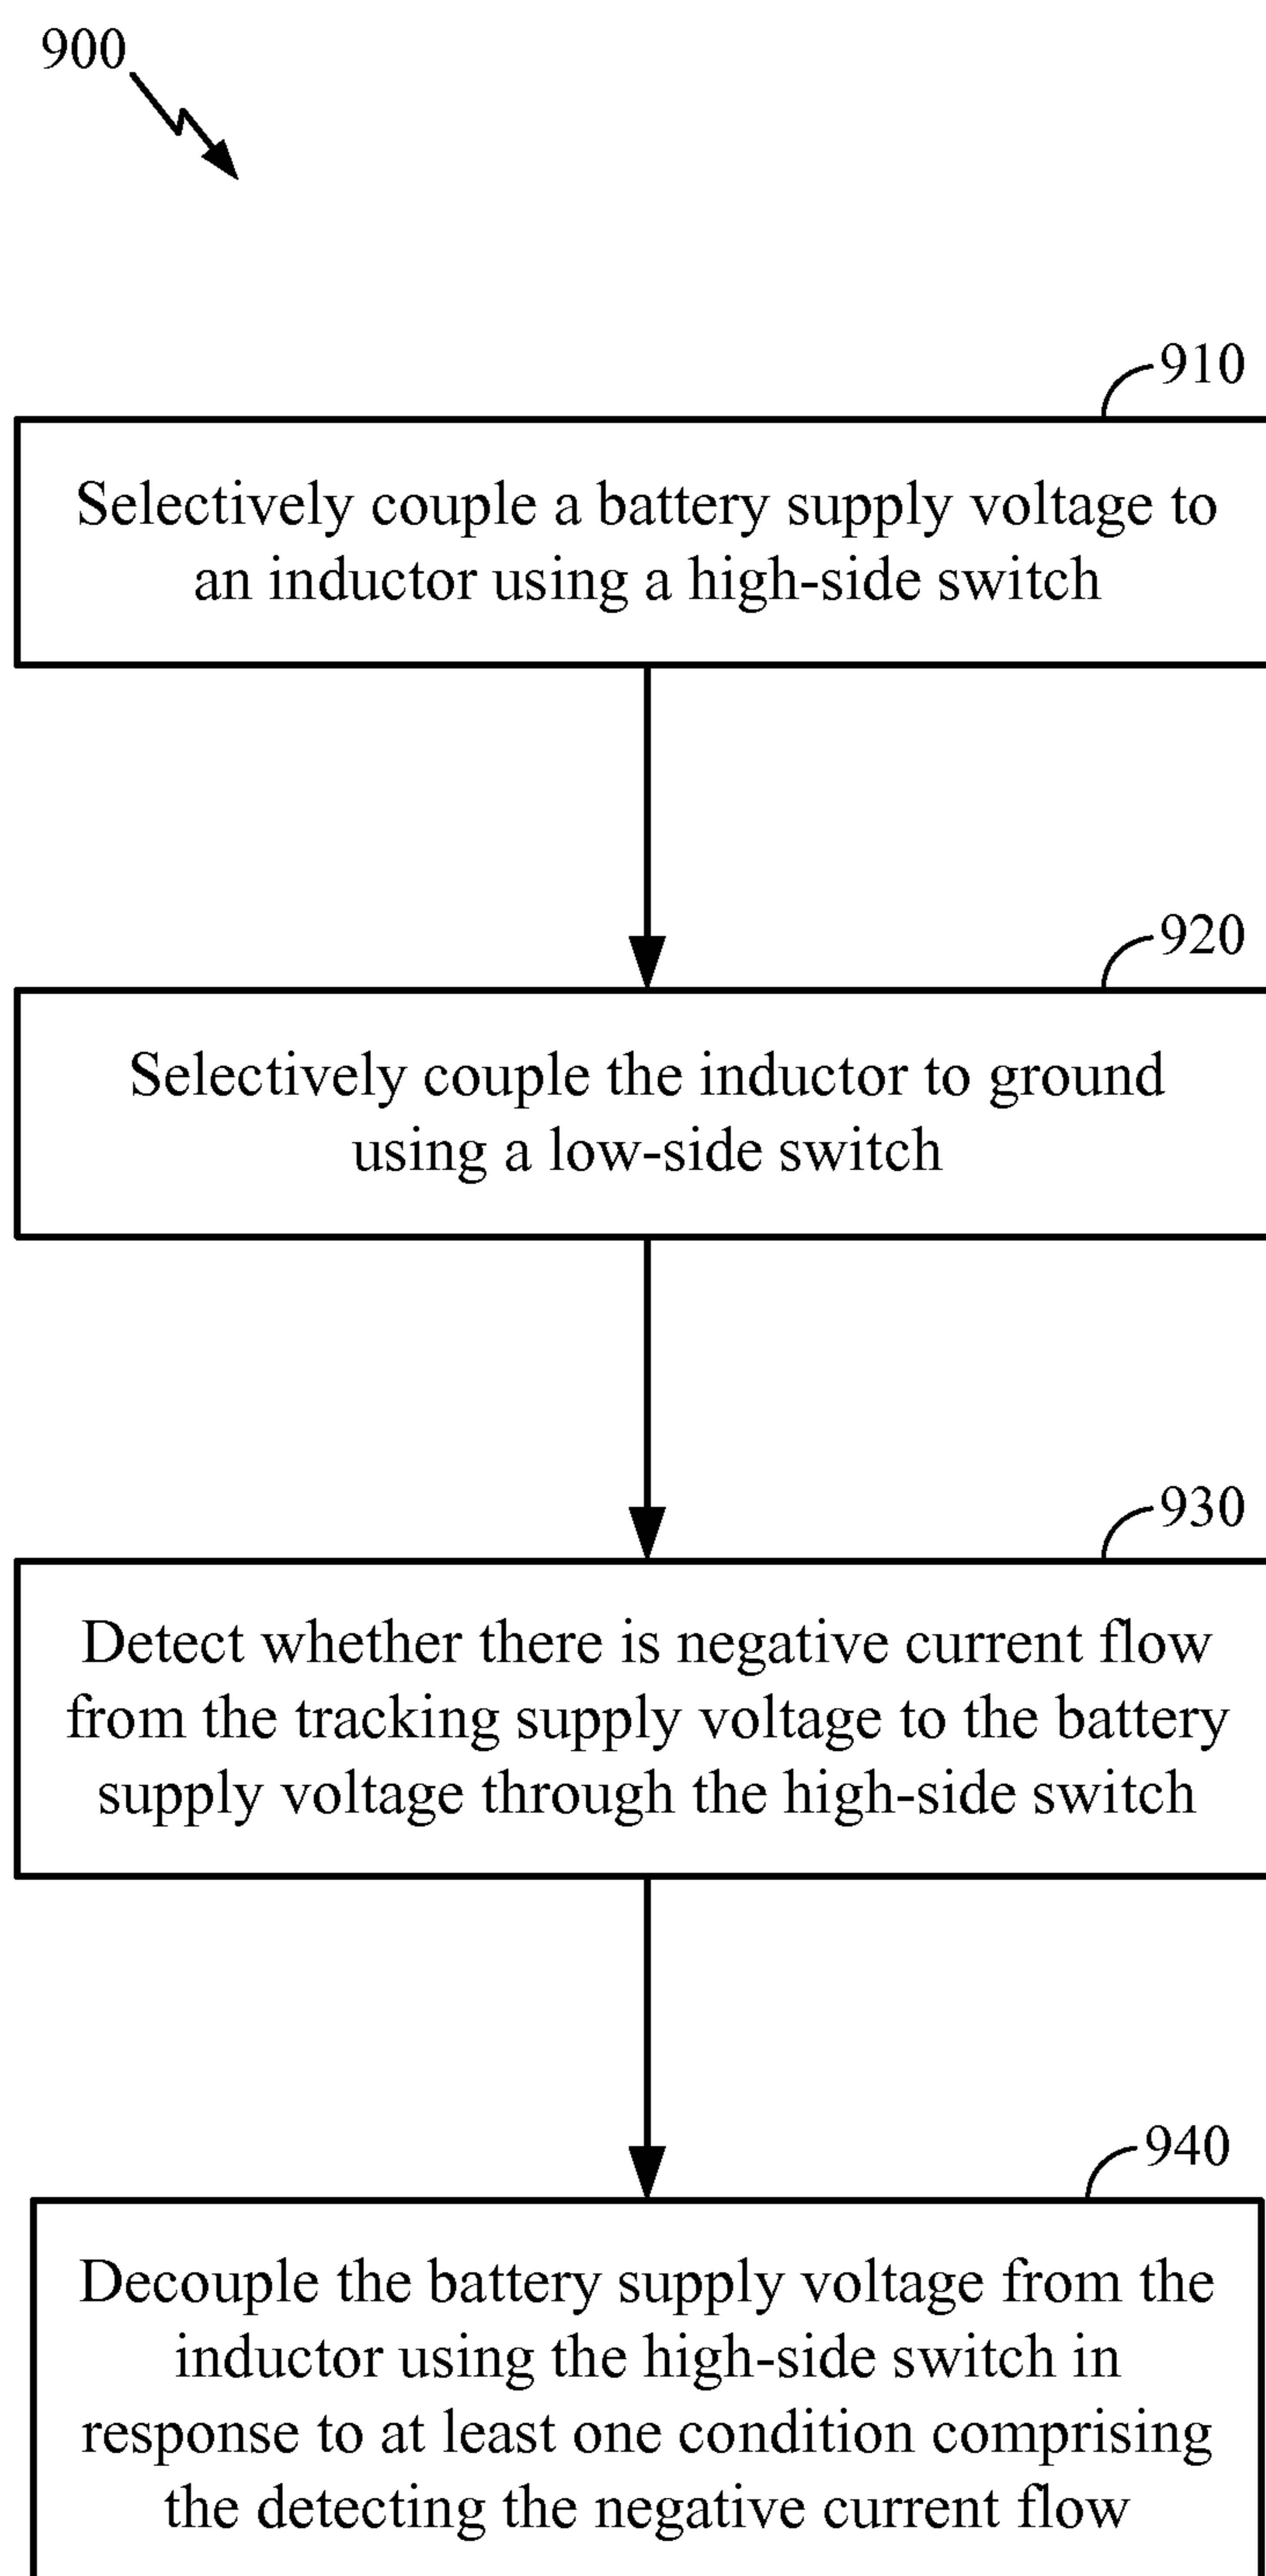 900
910
Selectively couple a battery supply voltage to
an inductor using a high-side switch
920
Selectively couple the inductor to ground
using a low-side switch
930
Detect whether there is negative current flow
from the tracking supply voltage to the battery
supply voltage through the high-side switch
940
Decouple the battery supply voltage from the
inductor using the high-side switch in
response to at least one condition comprising
the detecting the negative current flow